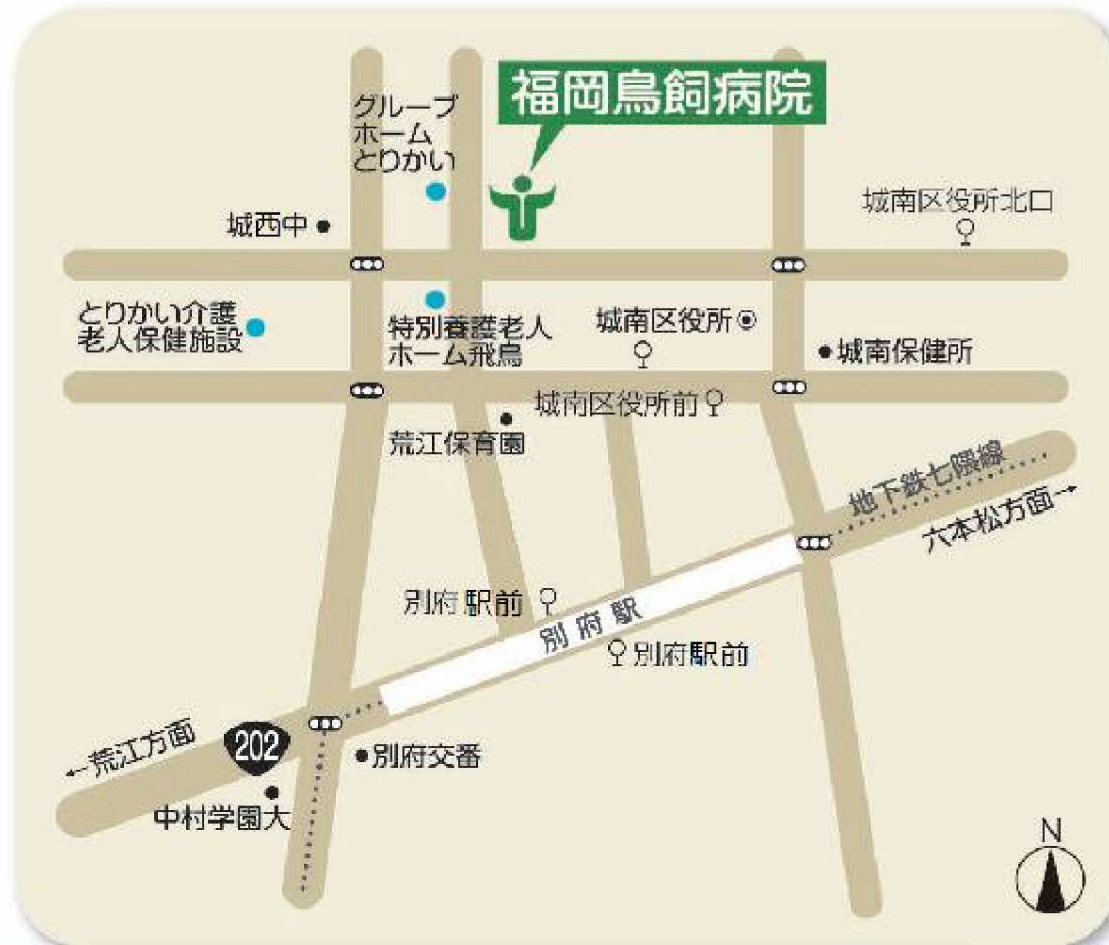 福岡鳥飼病院
グループ
ホーム
とりかい
城西中
城南区役所北口
とりかい介護
老人保健施設
特別養護老人
ホーム飛鳥
城南区役所
城南保健所
城南区役所前
荒江保育園
地下鉄七隈線
六本松方面→
別府駅前
別府駅
別府駅前
←荒江方面
202
別府交番
中村学園大
N